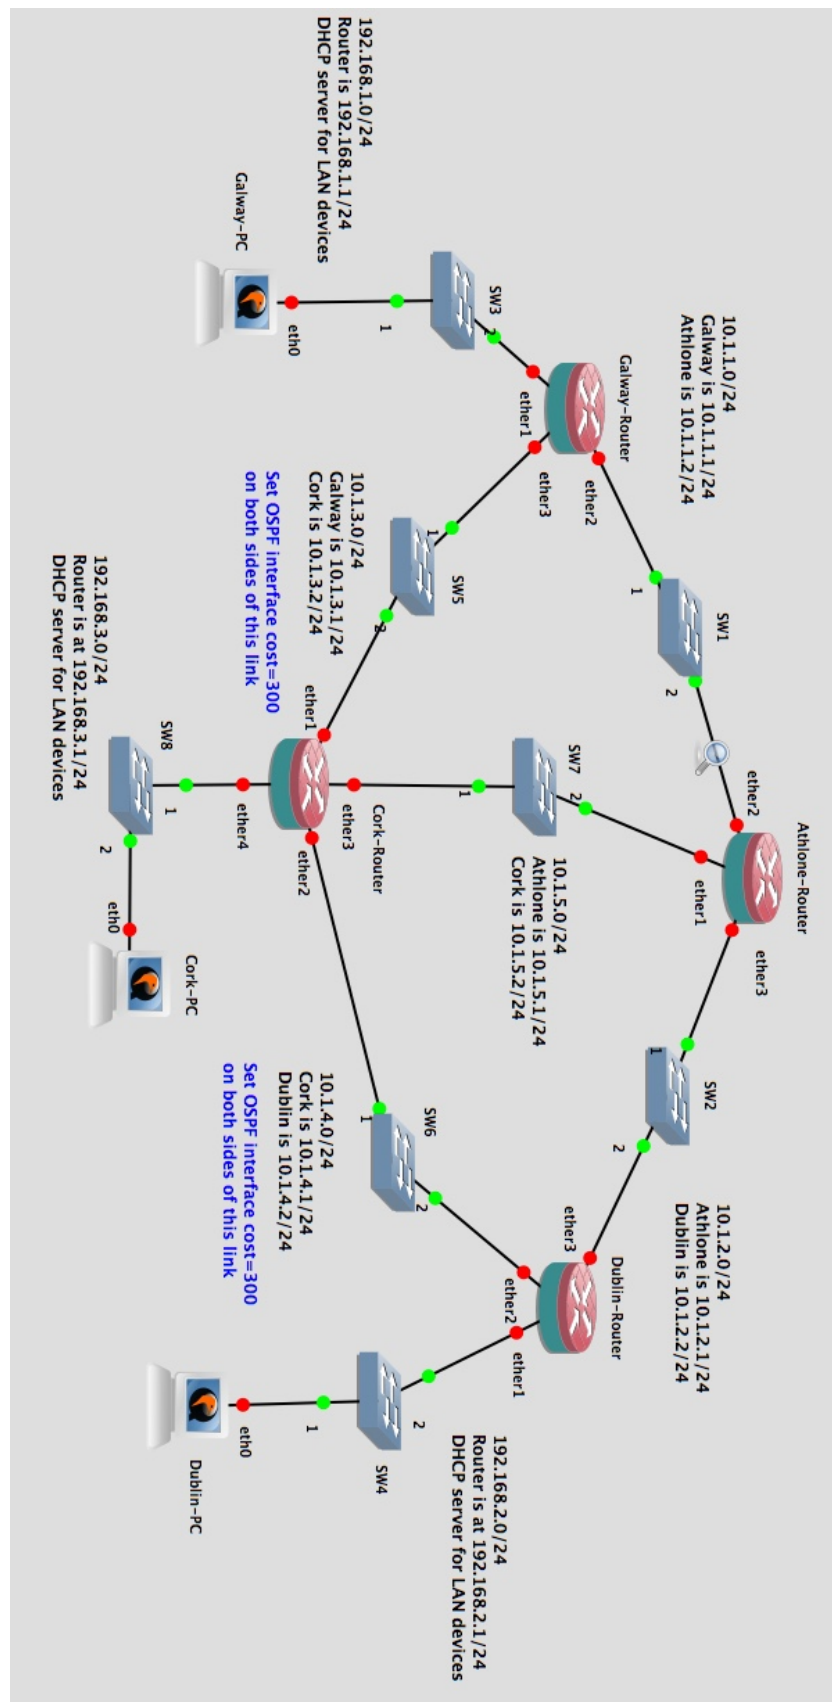 Athlone-Router
ether2
ether1
ether3
10.1.1.0/24
Galway is 10.1.1.1/24
Athlone is 10.1.1.2/24
SW1
1
2
SW2
1
2
10.1.2.0/24
Athlone is 10.1.2.1/24
Dublin is 10.1.2.2/24
Galway-Router
ether2
ether1
ether3
SW7
2
1
10.1.5.0/24
Athlone is 10.1.5.1/24
Cork is 10.1.5.2/24
Dublin-Router
ether3
ether2
ether1
SW3
2
1
SW5
1
2
SW6
1
2
SW4
2
1
192.168.2.0/24
Router is at 192.168.2.1/24
DHCP server for LAN devices
192.168.1.0/24
Router is 192.168.1.1/24
DHCP server for LAN devices
10.1.3.0/24
Galway is 10.1.3.1/24
Cork is 10.1.3.2/24
Set OSPF interface cost=300
on both sides of this link
Cork-Router
ether1
ether3
ether2
ether4
10.1.4.0/24
Cork is 10.1.4.1/24
Dublin is 10.1.4.2/24
Set OSPF interface cost=300
on both sides of this link
Galway-PC
eth0
Dublin-PC
eth0
SW8
1
2
Cork-PC
eth0
192.168.3.0/24
Router is at 192.168.3.1/24
DHCP server for LAN devices